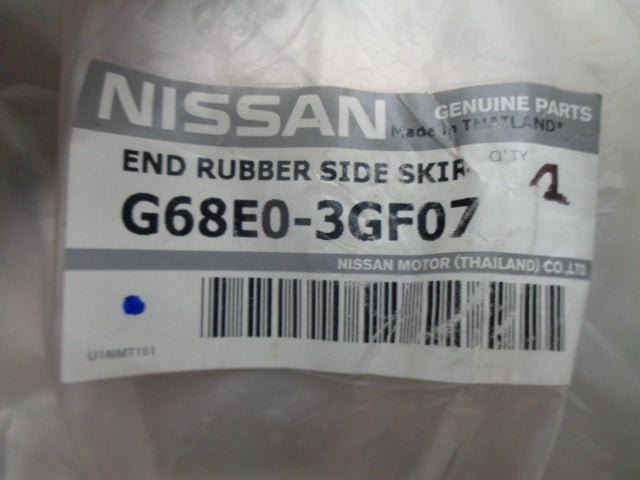 NISSAN
GENUINE PARTS
Made in THAILAND*
END RUBBER SIDE SKIR
Q'TY
1
G68E0-3GF07
NISSAN MOTOR (THAILAND) CO.,LTD.
U1NMT151